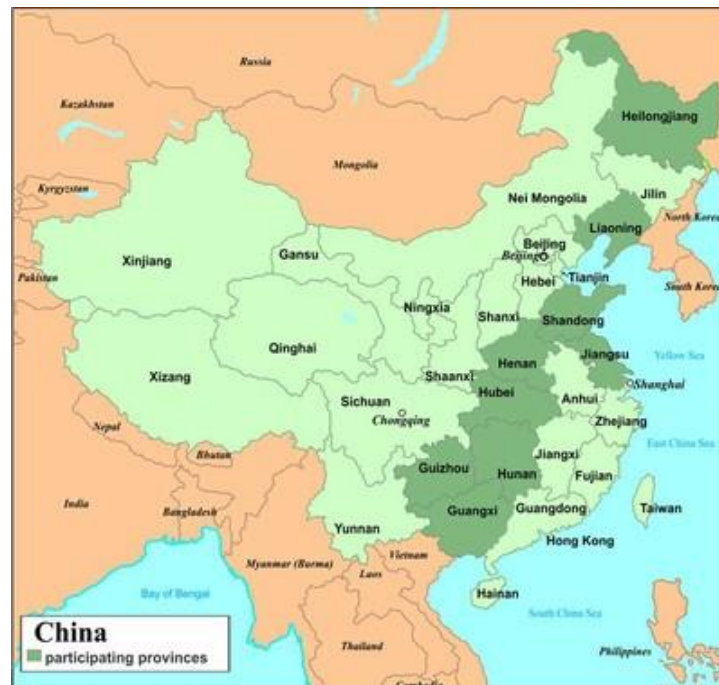 Russia
Kazakhstan
Heilongjiang
Mongolia
Kyrgyzstan
Nei Mongolia
Jilin
North Korea
Liaoning
Beijing
Beijing
Xinjiang
Gansu
Pakistan
Hebei
Tianjin
South Korea
Ningxia
Shanxi
Shandong
Qinghai
Henan
Jiangsu
Yellow Sea
Xizang
Shaanxi
Hubei
Shanghai
Sichuan
Anhui
Chongqing
Zhejiang
Nepal
East China Sea
Bhutan
Jiangxi
Guizhou
Hunan
Fujian
India
Bangladesh
Guangxi
Guangdong
Taiwan
Yunnan
Hong Kong
Vietnam
Myanmar (Burma)
Laos
Bay of Bengal
Hainan
South China Sea
China
participating provinces
Thailand
Philippines